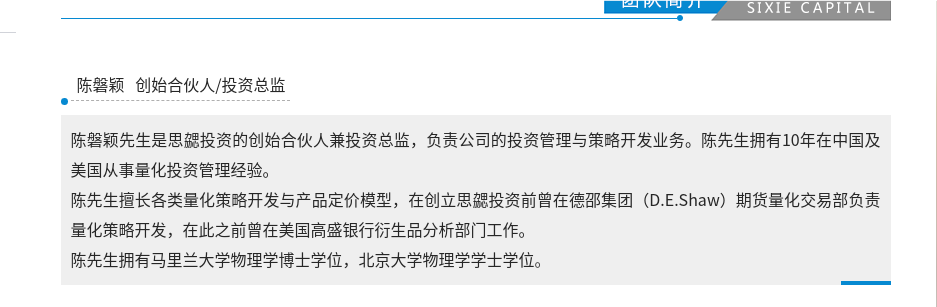 团队简介
SIXIE CAPITAL
陈磐颖 创始合伙人/投资总监
陈磐颖先生是思勰投资的创始合伙人兼投资总监，负责公司的投资管理与策略开发业务。陈先生拥有10年在中国及
美国从事量化投资管理经验。
陈先生擅长各类量化策略开发与产品定价模型，在创立思勰投资前曾在德邵集团（D.E.Shaw）期货量化交易部负责
量化策略开发，在此之前曾在美国高盛银行衍生品分析部门工作。
陈先生拥有马里兰大学物理学博士学位，北京大学物理学学士学位。